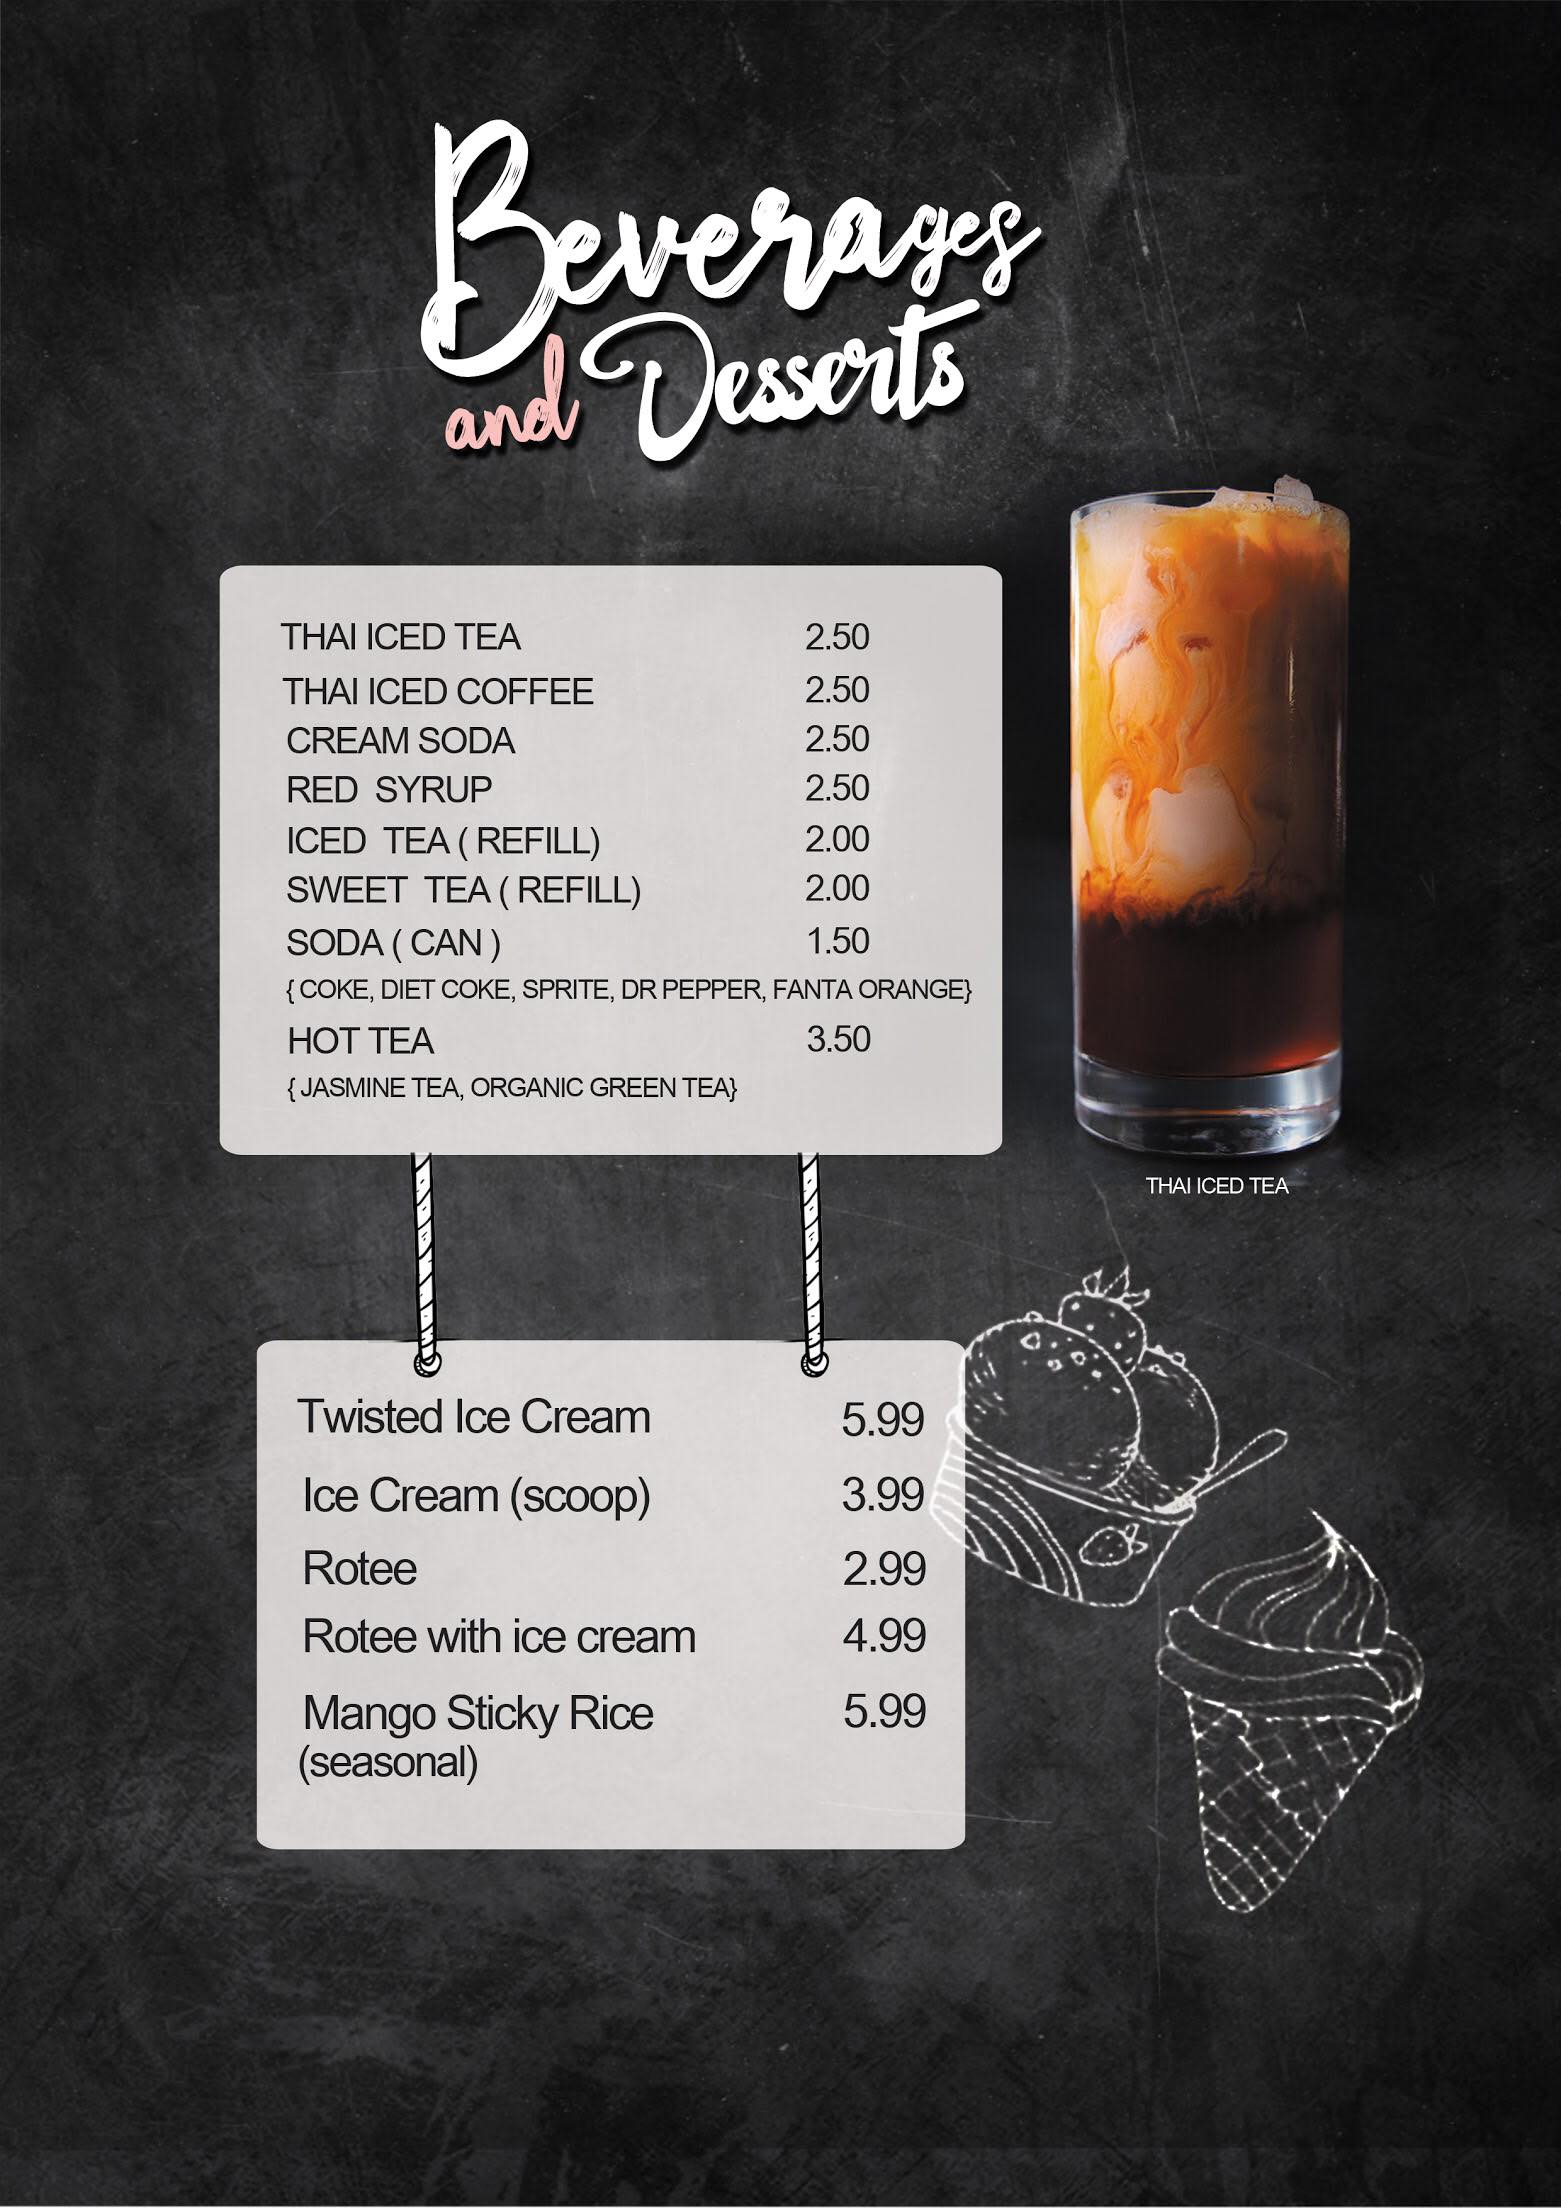 Beverages
and Desserts
THAI ICED TEA 2.50
THAI ICED COFFEE 2.50
CREAM SODA 2.50
RED SYRUP 2.50
ICED TEA ( REFILL) 2.00
SWEET TEA ( REFILL) 2.00
SODA ( CAN ) 1.50
{ COKE, DIET COKE, SPRITE, DR PEPPER, FANTA ORANGE}
HOT TEA 3.50
{ JASMINE TEA, ORGANIC GREEN TEA}
THAI ICED TEA
Twisted Ice Cream 5.99
Ice Cream (scoop) 3.99
Rotee 2.99
Rotee with ice cream 4.99
Mango Sticky Rice 5.99
(seasonal)